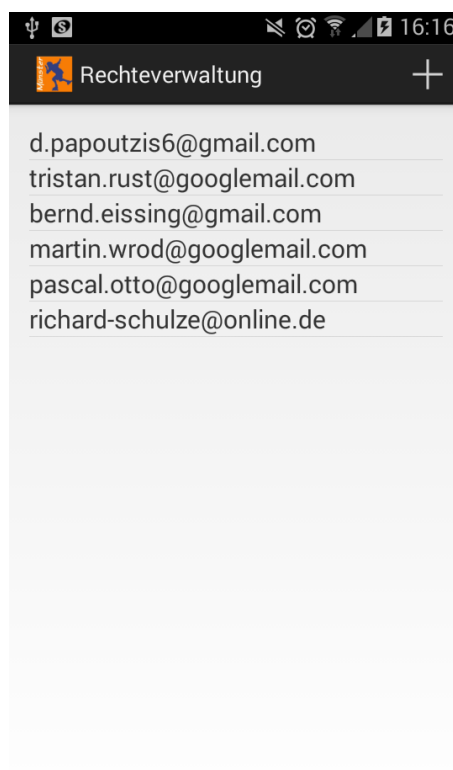 16:16
Münster
Rechteverwaltung
d.papoutzis6@gmail.com
tristan.rust@googlemail.com
bernd.eissing@gmail.com
martin.wrod@googlemail.com
pascal.otto@googlemail.com
richard-schulze@online.de